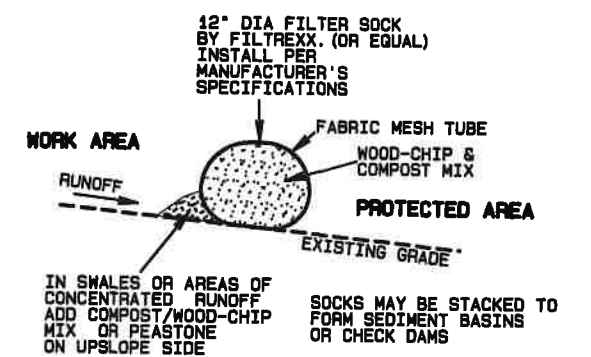 12" DIA FILTER SOCK
BY FILTREXX. (OR EQUAL)
INSTALL PER
MANUFACTURER'S
SPECIFICATIONS
FABRIC MESH TUBE
WORK AREA
WOOD-CHIP &
COMPOST MIX
RUNOFF
PROTECTED AREA
EXISTING GRADE
IN SWALES OR AREAS OF
CONCENTRATED RUNOFF
ADD COMPOST/WOOD-CHIP
MIX OR PEASTONE
ON UPSLOPE SIDE
SOCKS MAY BE STACKED TO
FORM SEDIMENT BASINS
OR CHECK DAMS